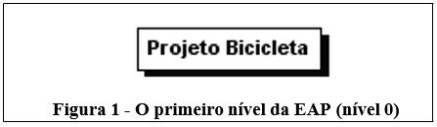 Projeto Bicicleta
Figura 1 - O primeiro nível da EAP (nível 0)